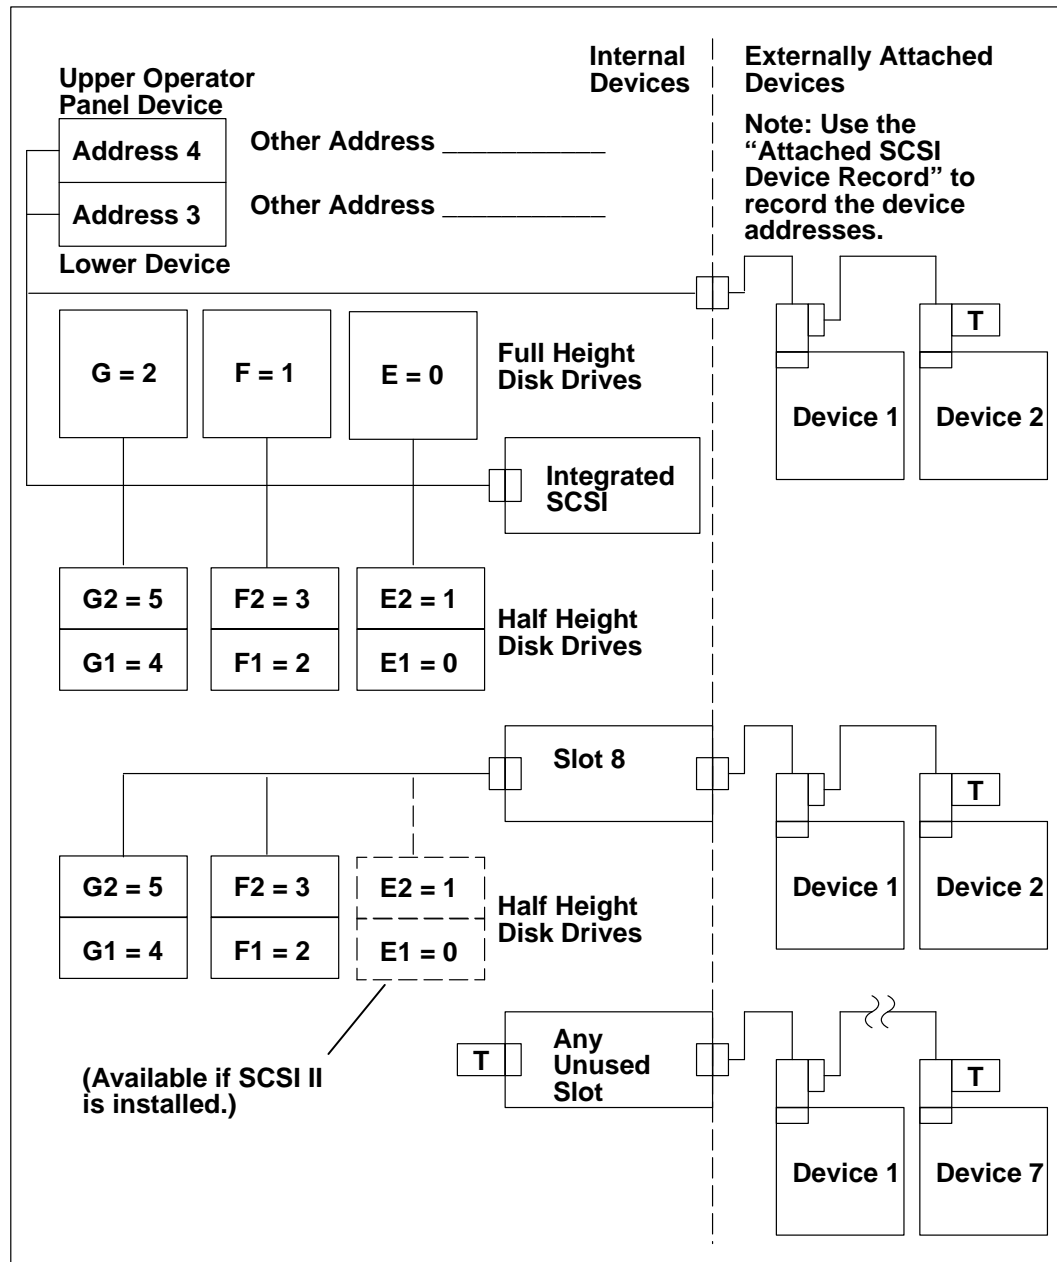 Internal
Devices
Externally Attached
Devices
Note: Use the
“Attached SCSI
Device Record” to
record the device
addresses.
Upper Operator
Panel Device
Address 4
Other Address ___________
Address 3
Other Address ___________
Lower Device
G = 2
F = 1
E = 0
Full Height
Disk Drives
T
Device 1
Device 2
Integrated
SCSI
G2 = 5
F2 = 3
E2 = 1
G1 = 4
F1 = 2
E1 = 0
Half Height
Disk Drives
Slot 8
T
Device 1
Device 2
G2 = 5
F2 = 3
E2 = 1
G1 = 4
F1 = 2
E1 = 0
Half Height
Disk Drives
(Available if SCSI II
is installed.)
T
Any
Unused
Slot
T
Device 1
Device 7